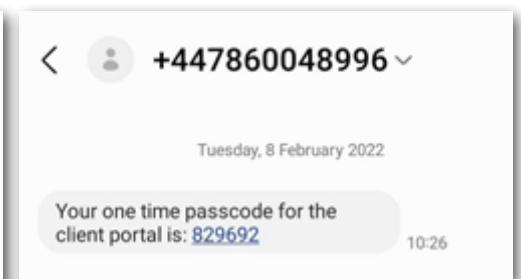 +447860048996
Tuesday, 8 February 2022
Your one time passcode for the
client portal is: 829692
10:26